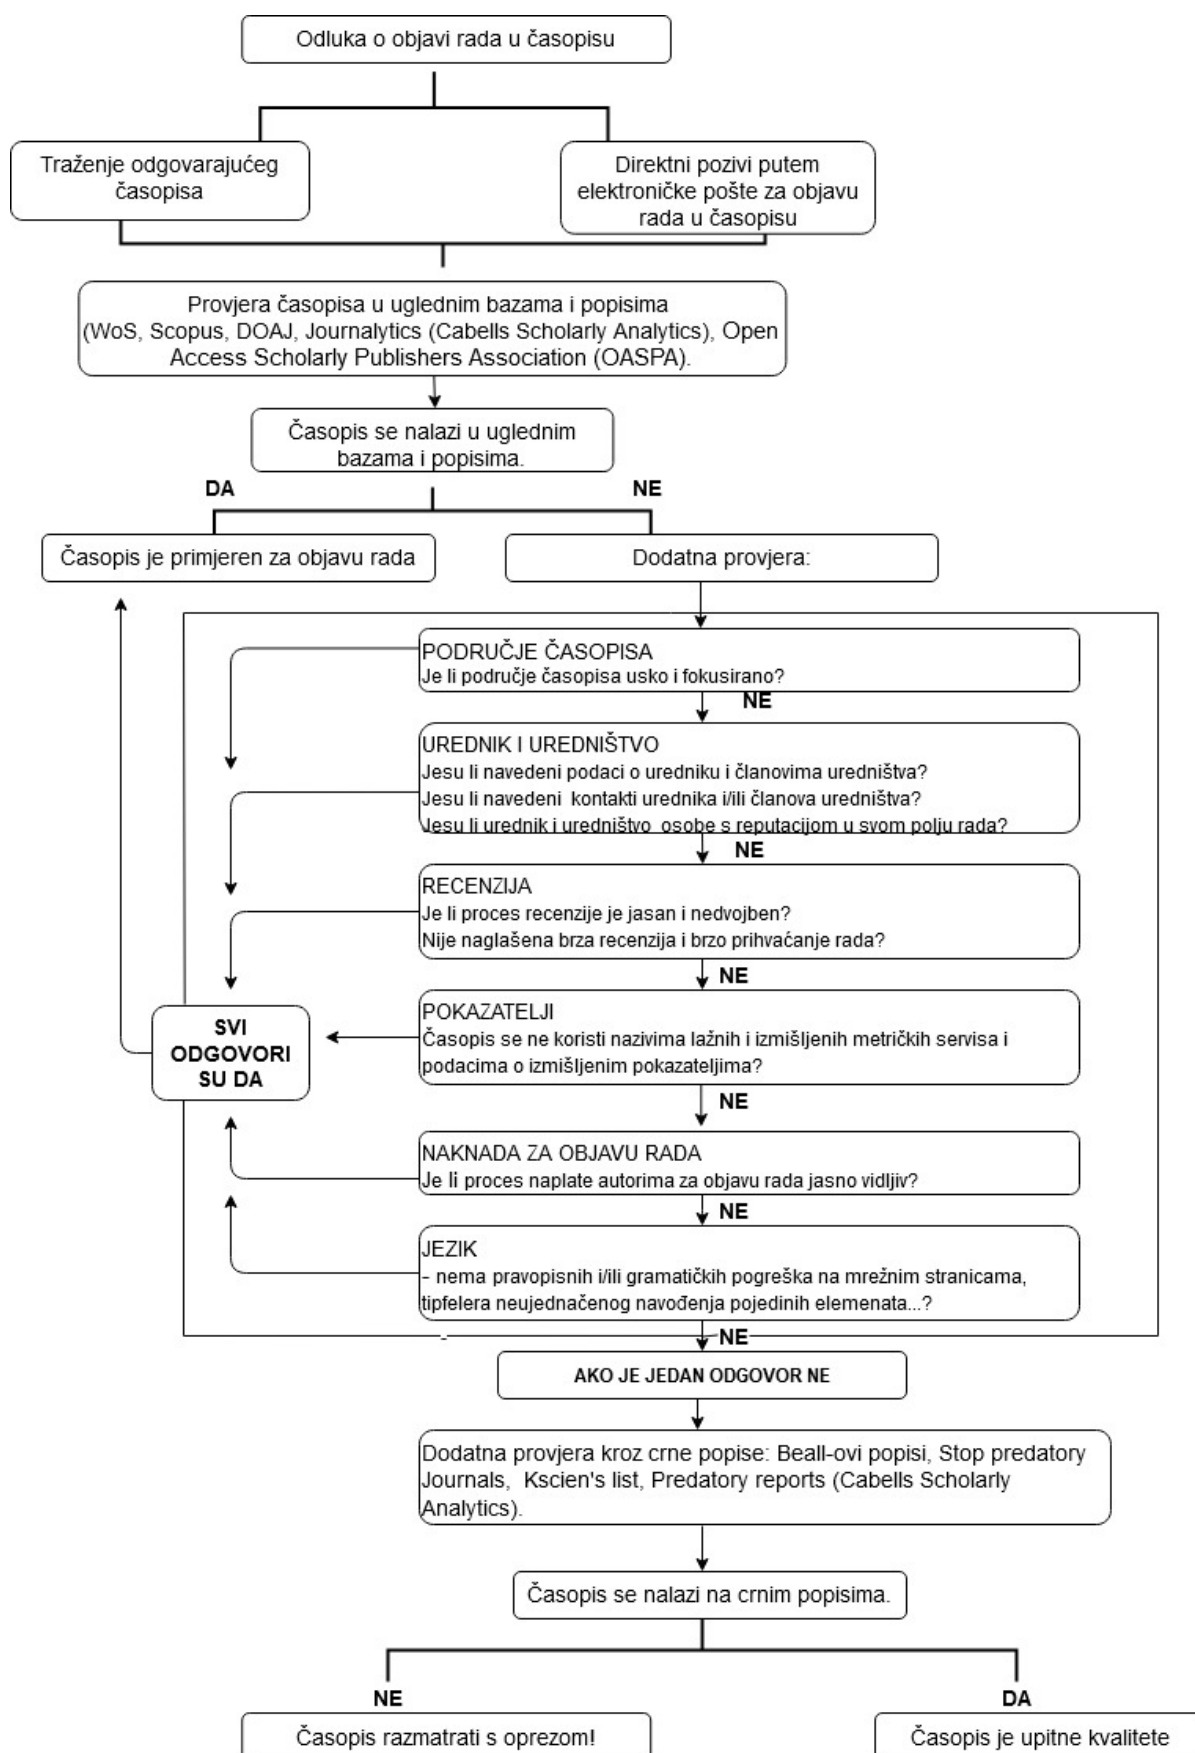 Odluka o objavi rada u časopisu
Traženje odgovarajućeg
časopisa
Direktni pozivi putem
elektroničke pošte za objavu
rada u časopisu
Provjera časopisa u uglednim bazama i popisima
(WoS, Scopus, DOAJ, Journalytics (Cabells Scholarly Analytics), Open
Access Scholarly Publishers Association (OASPA).
Časopis se nalazi u uglednim
bazama i popisima.
DA
NE
Časopis je primjeren za objavu rada
Dodatna provjera:
PODRUČJE ČASOPISA
Je li područje časopisa usko i fokusirano?
NE
UREDNIK I UREDNIŠTVO
Jesu li navedeni podaci o uredniku i članovima uredništva?
Jesu li navedeni  kontakti urednika i/ili članova uredništva?
Jesu li urednik i uredništvo  osobe s reputacijom u svom polju rada?
NE
RECENZIJA
Je li proces recenzije je jasan i nedvojben?
Nije naglašena brza recenzija i brzo prihvaćanje rada?
NE
SVI
ODGOVORI
SU DA
POKAZATELJI
Časopis se ne koristi nazivima lažnih i izmišljenih metričkih servisa i
podacima o izmišljenim pokazateljima?
NE
NAKNADA ZA OBJAVU RADA
Je li proces naplate autorima za objavu rada jasno vidljiv?
NE
JEZIK
– nema pravopisnih i/ili gramatičkih pogreška na mrežnim stranicama,
tipfelera neujednačenog navođenja pojedinih elemenata...?
NE
AKO JE JEDAN ODGOVOR NE
Dodatna provjera kroz crne popise: Beall-ovi popisi, Stop predatory
Journals,  Kscien's list, Predatory reports (Cabells Scholarly
Analytics).
Časopis se nalazi na crnim popisima.
NE
DA
Časopis razmatrati s oprezom!
Časopis je upitne kvalitete